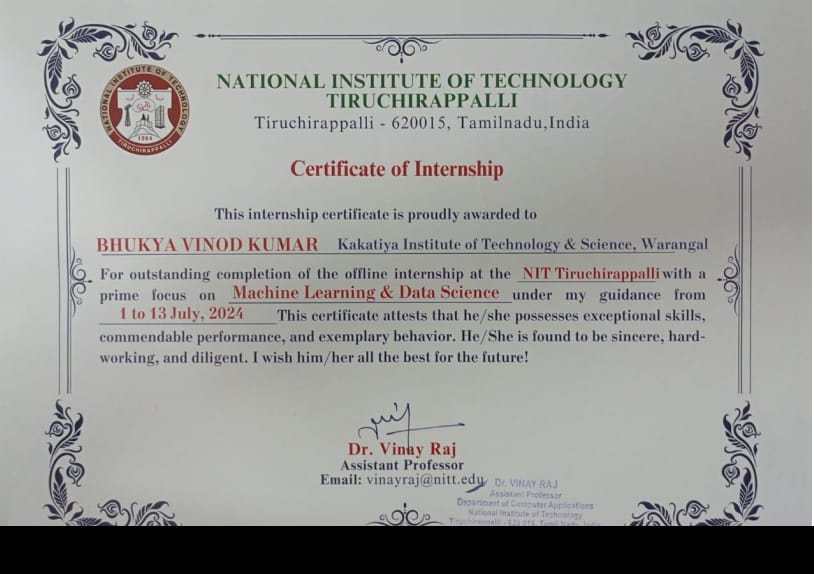 NATIONAL INSTITUTE OF TECHNOLOGY
TIRUCHIRAPPALLI
Tiruchirappalli - 620015, Tamilnadu,India
NATIONAL INSTITUTE OF TECHNOLOGY
1964
TIRUCHIRAPPALLI
Certificate of Internship
This internship certificate is proudly awarded to
BHUKYA VINOD KUMAR Kakatiya Institute of Technology & Science, Warangal
For outstanding completion of the offline internship at the NIT Tiruchirappalli with a
prime focus on Machine Learning & Data Science under my guidance from
1 to 13 July, 2024 This certificate attests that he/she possesses exceptional skills,
commendable performance, and exemplary behavior. He/She is found to be sincere, hard-
working, and diligent. I wish him/her all the best for the future!
Dr. Vinay Raj
Assistant Professor
Email: vinayraj@nitt.edu
Dr. VINAY RAJ
Assistant Professor
Department of Computer Applications
National Institute of Technology
Tiruchirappalli - 620 015, Tamil Nadu, India